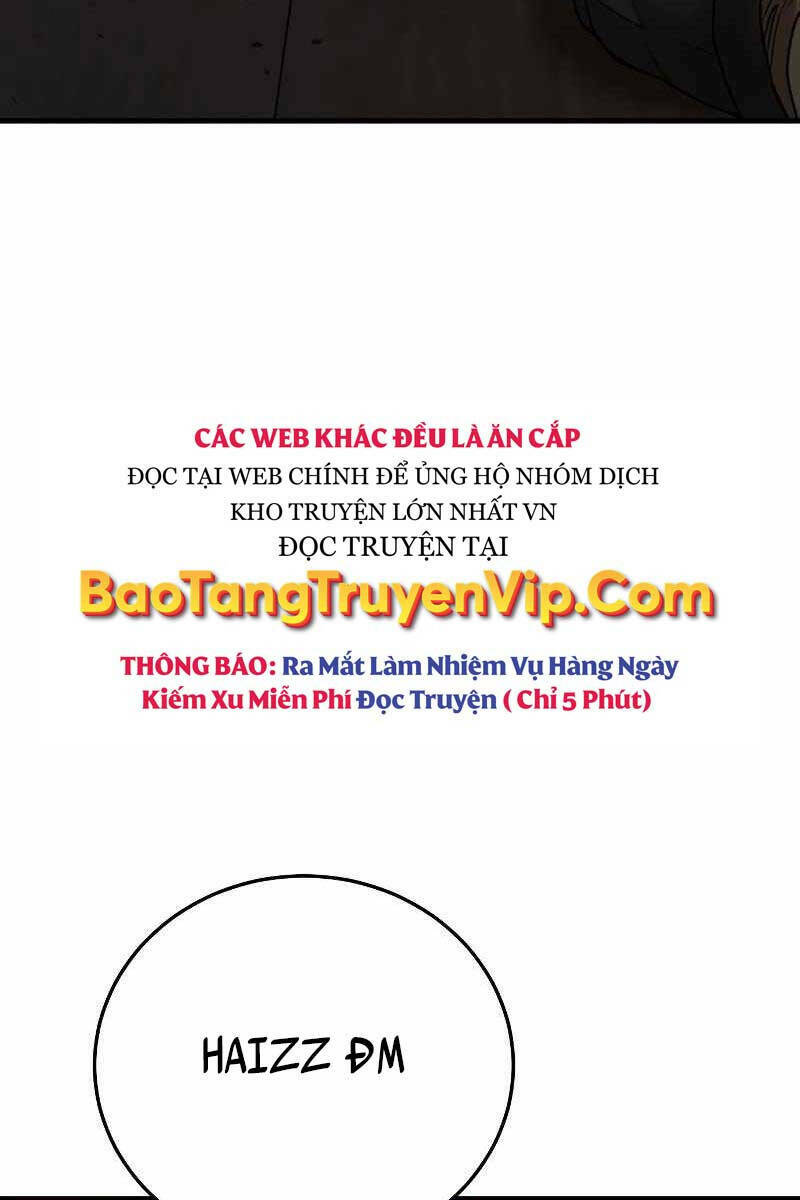 CÁC WEB KHÁC ĐỀU LÀ ĂN CẮP
ĐỌC TẠI WEB CHÍNH ĐỂ ỦNG HỘ NHÓM DỊCH
KHO TRUYỆN LỚN NHẤT VN
ĐỌC TRUYỆN TẠI
BaoTangTruyenVip.Com
THÔNG BÁO: Ra Mắt Làm Nhiệm Vụ Hàng Ngày
Kiếm Xu Miễn Phí Đọc Truyện ( Chỉ 5 Phút)
HAIZZ ĐM